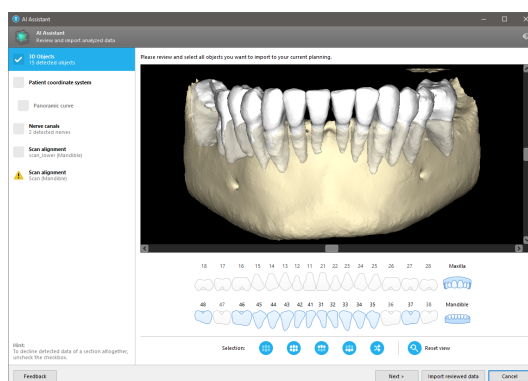 AI Assistant
AI Assistant
Review and import analyzed data
3D Objects
15 detected objects
Please review and select all objects you want to import to your current planning.
Patient coordinate system
Panoramic curve
Nerve canals
2 detected nerves
Scan alignment
scan_lower (Mandible)
Scan alignment
Scan (Mandible)
18 17 16 15 14 13 12 11 21 22 23 24 25 26 27 28 Maxilla
48 47 46 45 44 43 42 41 31 32 33 34 35 36 37 38 Mandible
Hint:
To decline detected data of a section altogether, uncheck the checkbox.
Selection:
Reset view
Feedback
Next >
Import reviewed data
Cancel